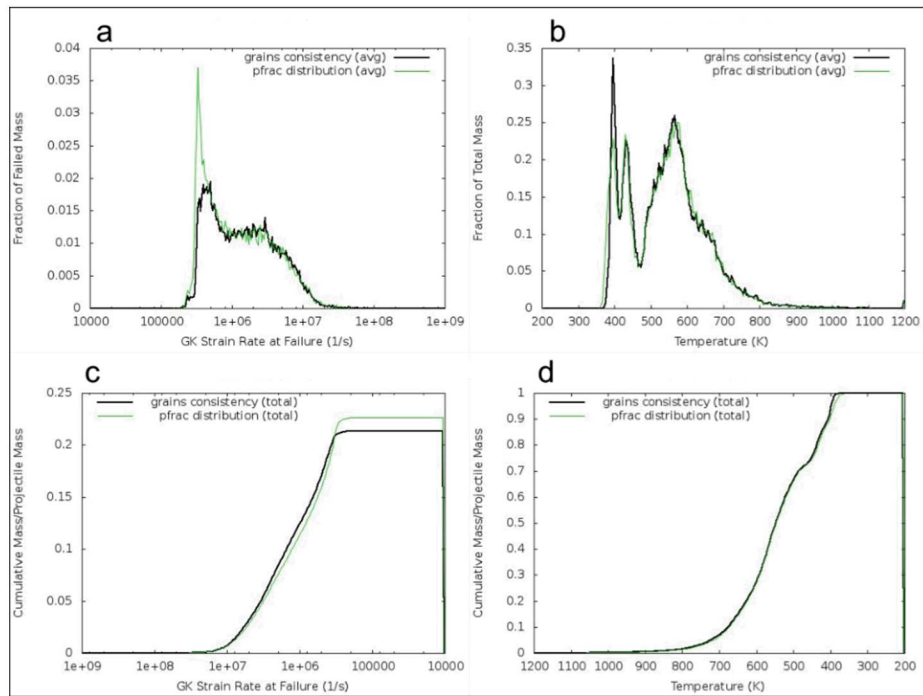 a
0.04
0.035
0.03
0.025
0.02
0.015
0.01
0.005
0
Fraction of Failed Mass
grains consistency (avg)
pfrac distribution (avg)
10000 100000 1e+06 1e+07 1e+08 1e+09
GK Strain Rate at Failure (1/s)
b
0.35
0.3
0.25
0.2
0.15
0.1
0.05
0
Fraction of Total Mass
grains consistency (avg)
pfrac distribution (avg)
200 300 400 500 600 700 800 900 1000 1100 1200
Temperature (K)
c
0.25
0.2
0.15
0.1
0.05
0
Cumulative Mass/Projectile Mass
grains consistency (total)
pfrac distribution (total)
1e+09 1e+08 1e+07 1e+06 100000 10000
GK Strain Rate at Failure (1/s)
d
1
0.9
0.8
0.7
0.6
0.5
0.4
0.3
0.2
0.1
0
Cumulative Mass/Projectile Mass
grains consistency (total)
pfrac distribution (total)
1200 1100 1000 900 800 700 600 500 400 300 200
Temperature (K)